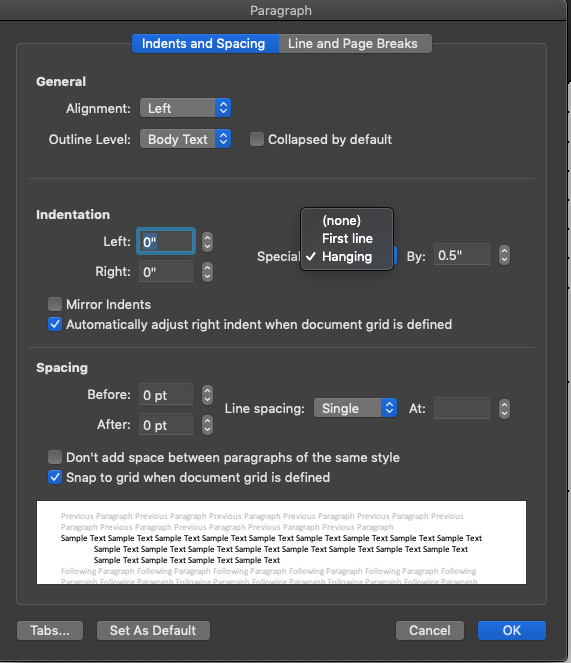 Paragraph
Indents and Spacing Line and Page Breaks
General
Alignment: Left
Outline Level: Body Text Collapsed by default
Indentation
(none)
First line
Left: 0"
Special Hanging By: 0.5"
Right: 0"
Mirror Indents
Automatically adjust right indent when document grid is defined
Spacing
Before: 0 pt
Line spacing: Single At:
After: 0 pt
Don't add space between paragraphs of the same style
Snap to grid when document grid is defined
Previous Paragraph Previous Paragraph Previous Paragraph Previous Paragraph Previous
Paragraph Previous Paragraph Previous Paragraph Previous Paragraph Previous Paragraph
Sample Text Sample Text Sample Text Sample Text Sample Text Sample Text Sample Text Sample Text Sample Text
Sample Text Sample Text Sample Text Sample Text Sample Text Sample Text Sample Text Sample Text
Sample Text Sample Text Sample Text Sample Text
Following Paragraph Following Paragraph Following Paragraph Following Paragraph Following
Paragraph Following Paragraph Following Paragraph Following Paragraph Following Paragraph
Tabs... Set As Default Cancel OK